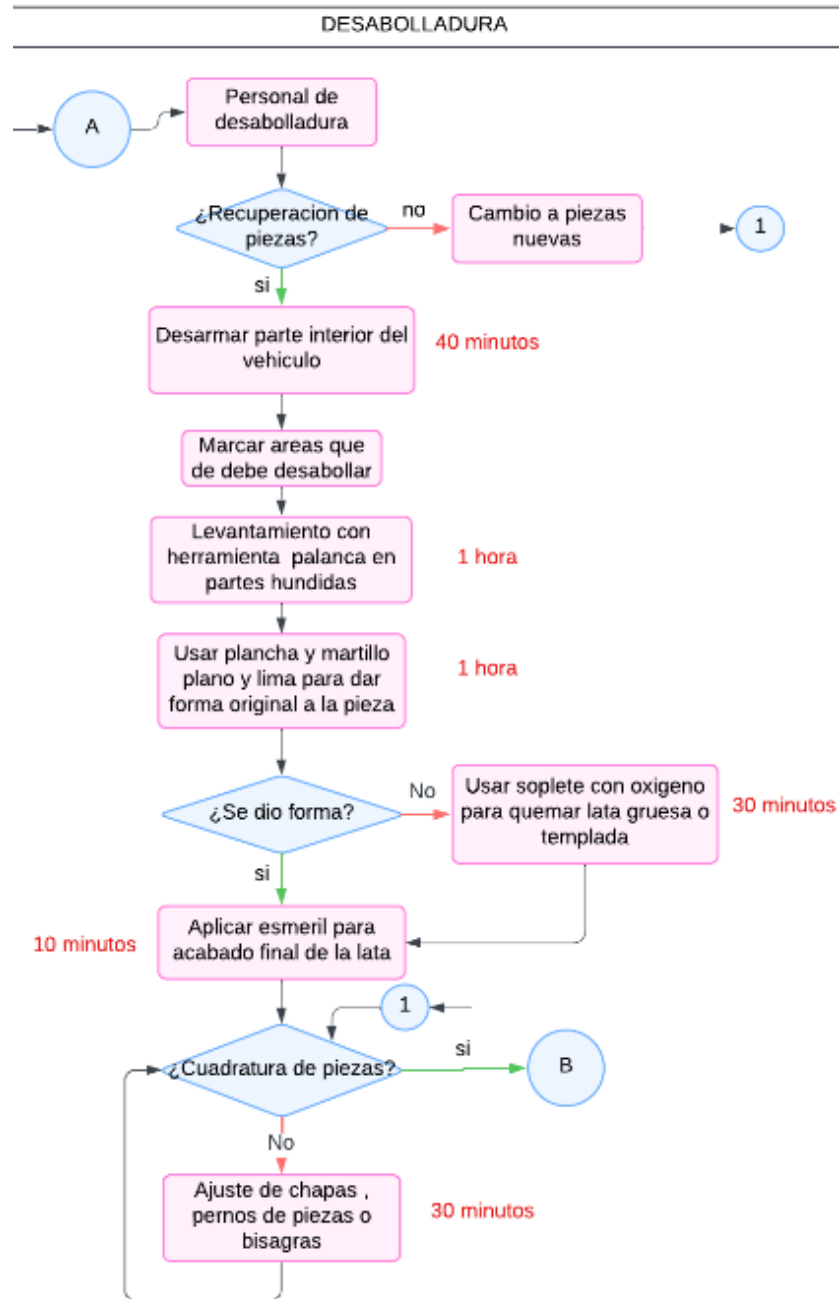 DESABOLLADURA
A
Personal de
desabolladura
¿Recuperacion de
piezas?
no
Cambio a piezas
nuevas
1
si
Desarmar parte interior del
vehiculo
40 minutos
Marcar areas que
de debe desabollar
Levantamiento con
herramienta palanca en
partes hundidas
1 hora
Usar plancha y martillo
plano y lima para dar
forma original a la pieza
1 hora
¿Se dio forma?
No
Usar soplete con oxigeno
para quemar lata gruesa o
templada
30 minutos
si
10 minutos
Aplicar esmeril para
acabado final de la lata
1
¿Cuadratura de piezas?
si
B
No
Ajuste de chapas ,
pernos de piezas o
bisagras
30 minutos